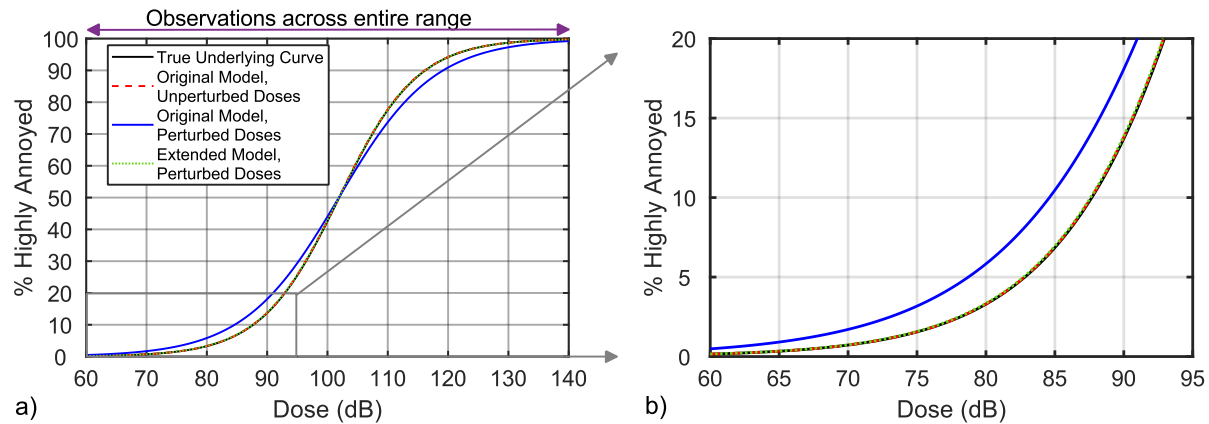 Observations across entire range
100
90
80
70
60
50
40
30
20
10
0
% Highly Annoyed
True Underlying Curve
Original Model,
Unperturbed Doses
Original Model,
Perturbed Doses
Extended Model,
Perturbed Doses
60 70 80 90 100 110 120 130 140
Dose (dB)
a)
20
15
10
5
0
% Highly Annoyed
60 65 70 75 80 85 90 95
Dose (dB)
b)